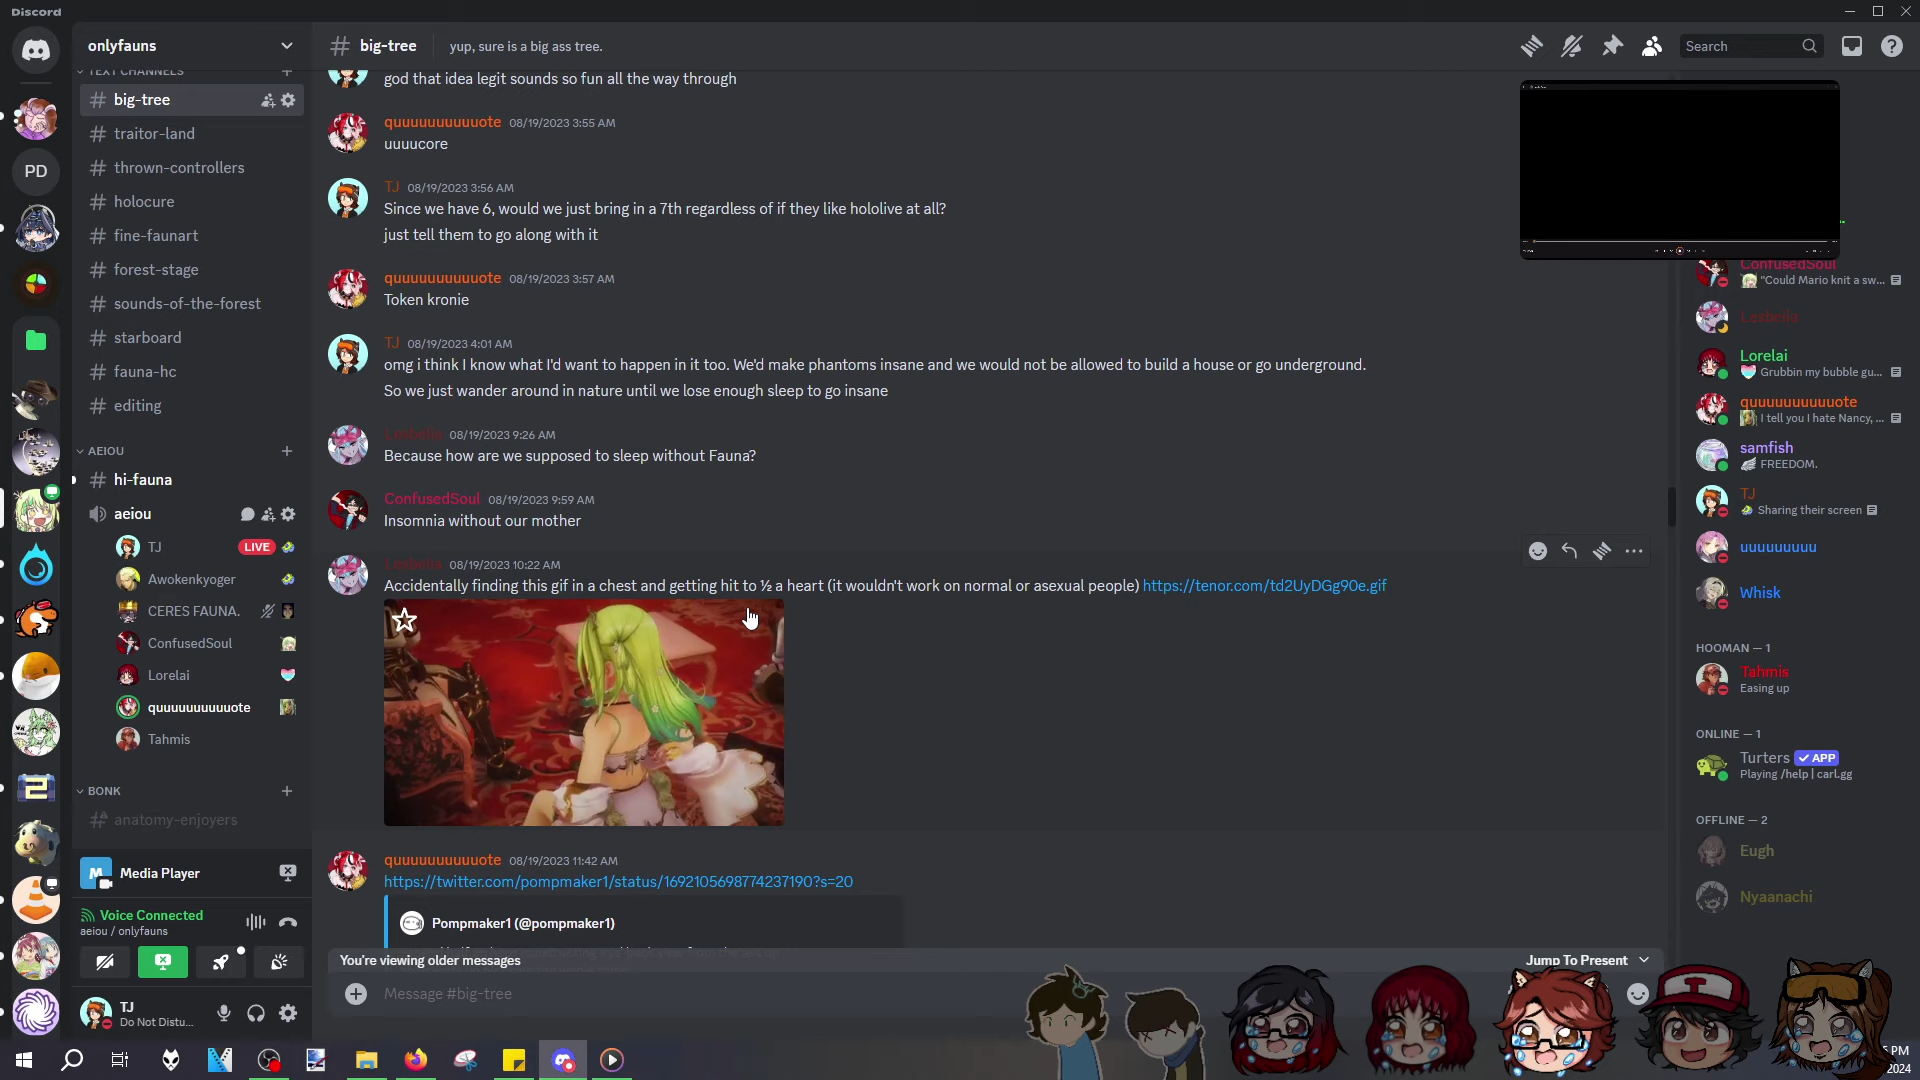 Discord
onlyfauns
big-tree
yup, sure is a big ass tree.
Search
TEXT CHANNELS
big-tree
traitor-land
thrown-controllers
holocure
fine-faunart
forest-stage
sounds-of-the-forest
starboard
fauna-hc
editing
AEIOU
hi-fauna
aeiou
TJ
LIVE
Awokenkyoger
CERES FAUNA.
ConfusedSoul
Lorelai
quuuuuuuuuuote
Tahmis
BONK
anatomy-enjoyers
Media Player
Voice Connected
aeiou / onlyfauns
TJ
Do Not Distu...
PD
god that idea legit sounds so fun all the way through
quuuuuuuuuuote 08/19/2023 3:55 AM
uuuucore
TJ 08/19/2023 3:56 AM
Since we have 6, would we just bring in a 7th regardless of if they like hololive at all?
just tell them to go along with it
quuuuuuuuuuote 08/19/2023 3:57 AM
Token kronie
TJ 08/19/2023 4:01 AM
omg i think I know what I'd want to happen in it too. We'd make phantoms insane and we would not be allowed to build a house or go underground.
So we just wander around in nature until we lose enough sleep to go insane
Lesbelia 08/19/2023 9:26 AM
Because how are we supposed to sleep without Fauna?
ConfusedSoul 08/19/2023 9:59 AM
Insomnia without our mother
Lesbelia 08/19/2023 10:22 AM
Accidentally finding this gif in a chest and getting hit to ½ a heart (it wouldn't work on normal or asexual people) https://tenor.com/td2UyDGg90e.gif
quuuuuuuuuuote 08/19/2023 11:42 AM
https://twitter.com/pompmaker1/status/1692105698774237190?s=20
Pompmaker1 (@pompmaker1)
You're viewing older messages
Jump To Present
Message #big-tree
ConfusedSoul
"Could Mario knit a sw...
Lesbelia
Lorelai
Grubbin my bubble gu...
quuuuuuuuuuote
I tell you I hate Nancy, ...
samfish
FREEDOM.
TJ
Sharing their screen
uuuuuuuuu
Whisk
HOOMAN — 1
Tahmis
Easing up
ONLINE — 1
Turters APP
Playing /help | carl.gg
OFFLINE — 2
Eugh
Nyaanachi
PM
2024